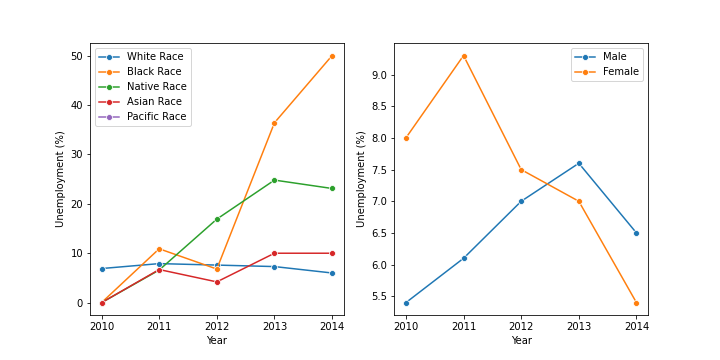 White Race
Black Race
Native Race
Asian Race
Pacific Race
50
40
30
20
10
0
Unemployment (%)
2010 2011 2012 2013 2014
Year
Male
Female
9.0
8.5
8.0
7.5
7.0
6.5
6.0
5.5
Unemployment (%)
2010 2011 2012 2013 2014
Year